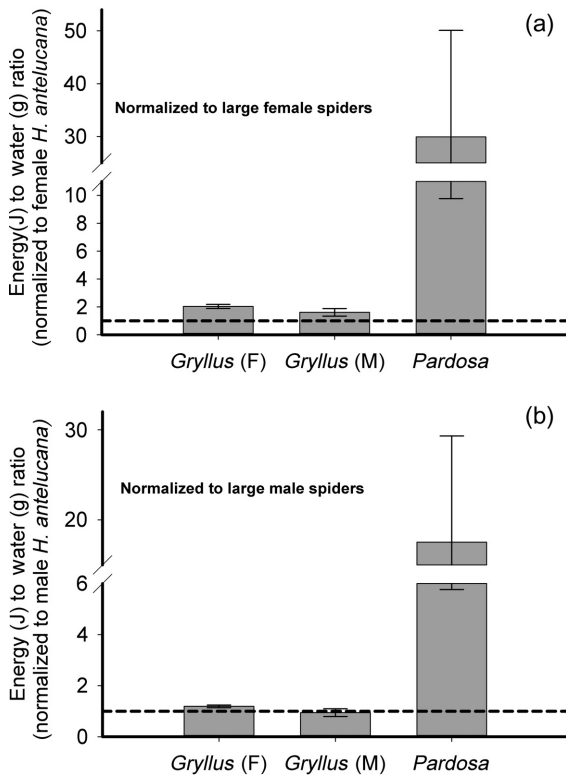 (a)
Energy(J) to water (g) ratio
(normalized to female H. antelucana)
50
40
30
10
8
6
4
2
0
Normalized to large female spiders
Gryllus (F) Gryllus (M) Pardosa
(b)
Energy (J) to water (g) ratio
(normalized to male H. antelucana)
30
20
6
4
2
0
Normalized to large male spiders
Gryllus (F) Gryllus (M) Pardosa